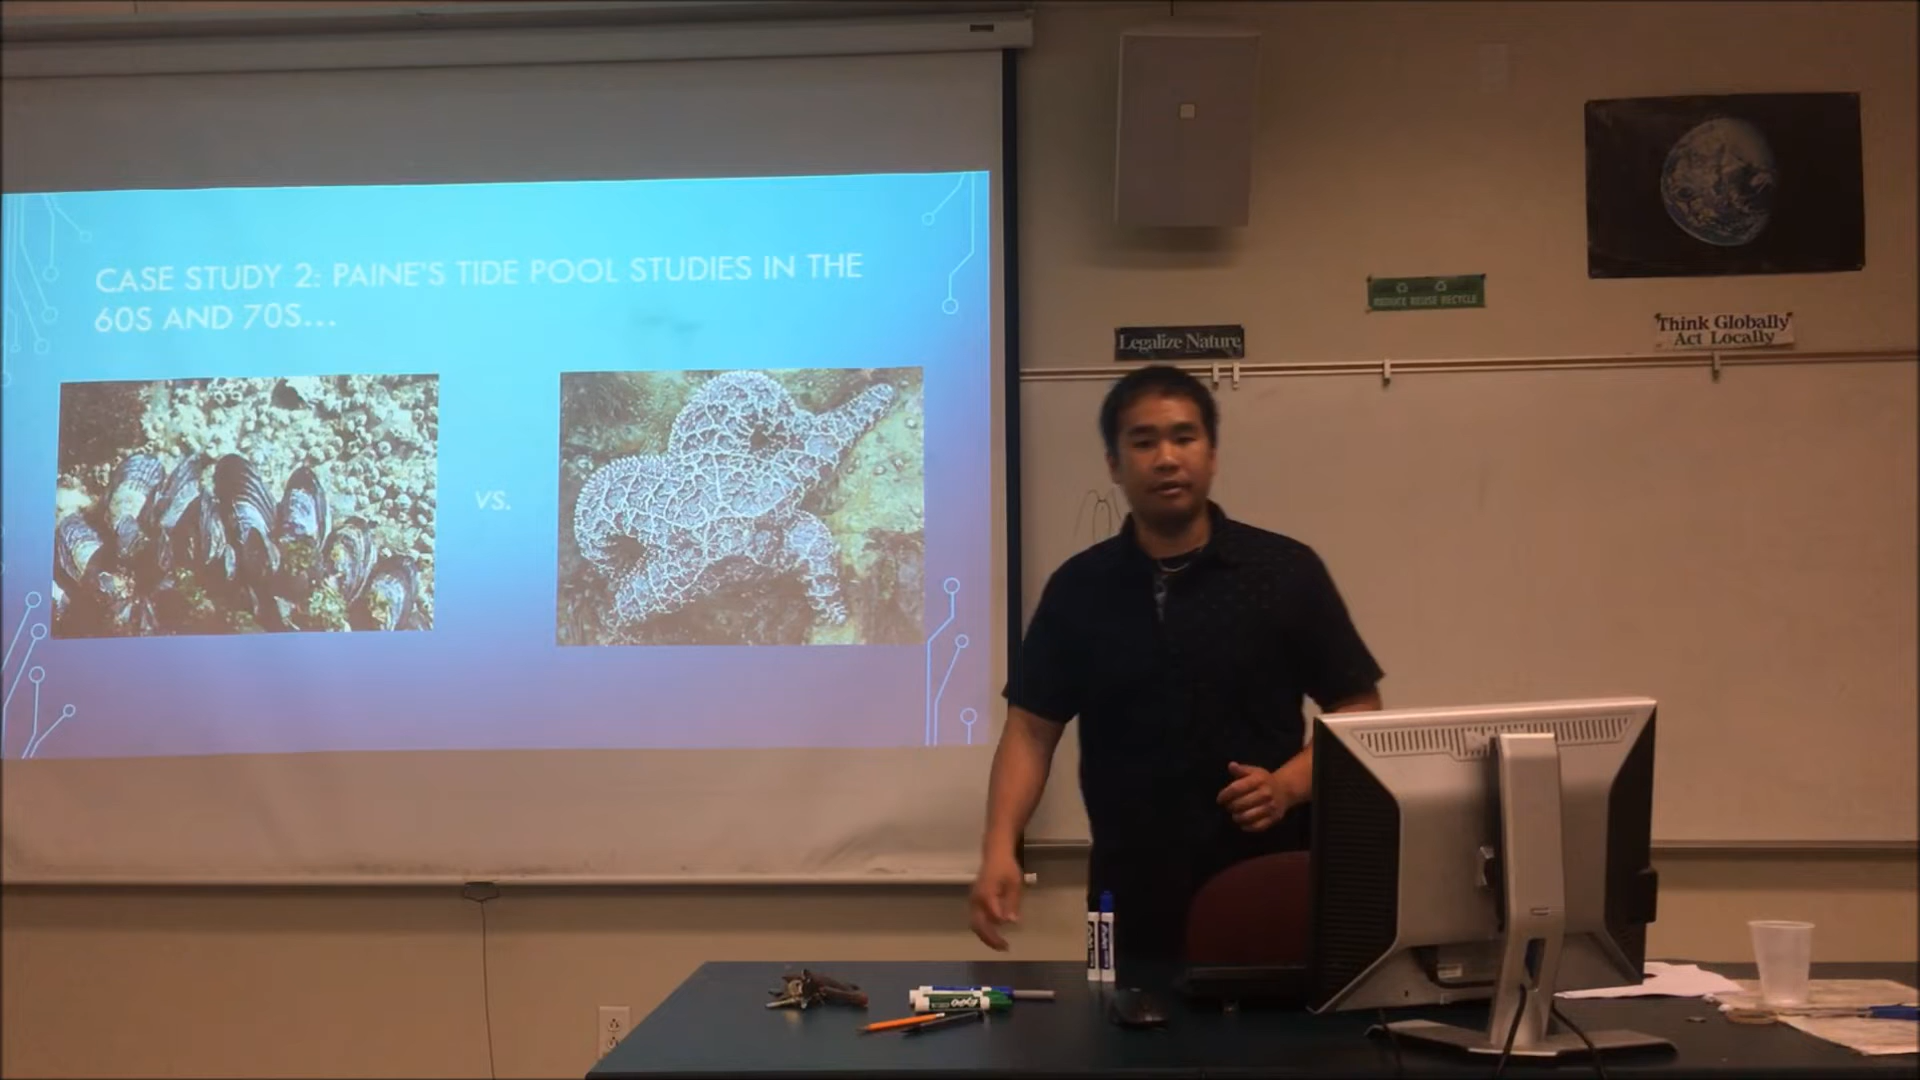 CASE STUDY 2: PAINE'S TIDE POOL STUDIES IN THE
60S AND 70S...
VS.
Legalize Nature
REDUCE REUSE RECYCLE
Think Globally
Act Locally
EXPO